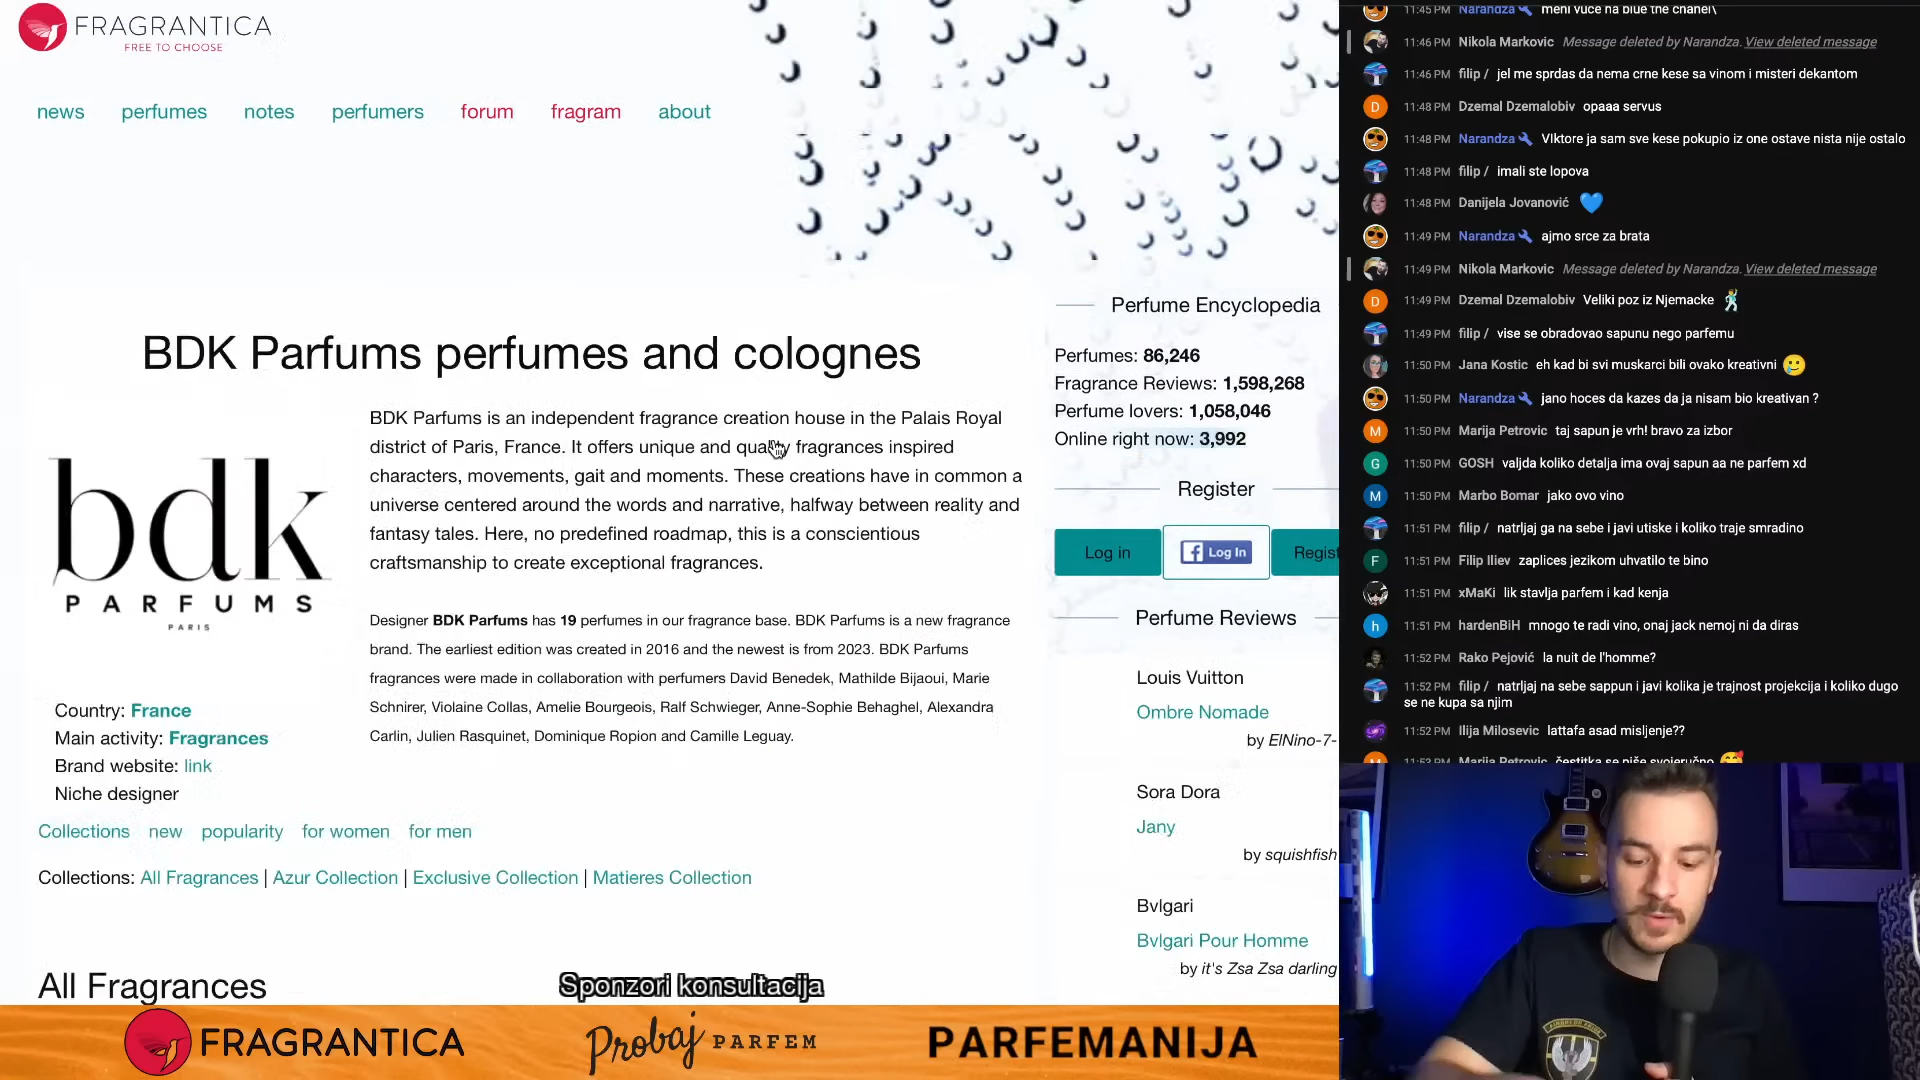 FRAGRANTICA
FREE TO CHOOSE
news perfumes notes perfumers forum fragram about
BDK Parfums perfumes and colognes
bdk
PARFUMS
PARIS
BDK Parfums is an independent fragrance creation house in the Palais Royal
district of Paris, France. It offers unique and quality fragrances inspired
characters, movements, gait and moments. These creations have in common a
universe centered around the words and narrative, halfway between reality and
fantasy tales. Here, no predefined roadmap, this is a conscientious
craftsmanship to create exceptional fragrances.
Designer BDK Parfums has 19 perfumes in our fragrance base. BDK Parfums is a new fragrance
brand. The earliest edition was created in 2016 and the newest is from 2023. BDK Parfums
fragrances were made in collaboration with perfumers David Benedek, Mathilde Bijaoui, Marie
Schnirer, Violaine Collas, Amelie Bourgeois, Ralf Schwieger, Anne-Sophie Behaghel, Alexandra
Carlin, Julien Rasquinet, Dominique Ropion and Camille Leguay.
Country: France
Main activity: Fragrances
Brand website: link
Niche designer
Collections new popularity for women for men
Collections: All Fragrances | Azur Collection | Exclusive Collection | Matieres Collection
All Fragrances
Perfume Encyclopedia
Perfumes: 86,246
Fragrance Reviews: 1,598,268
Perfume lovers: 1,058,046
Online right now: 3,992
Register
Log in
Log In
Regist
Perfume Reviews
Louis Vuitton
Ombre Nomade
by ElNino-7-
Sora Dora
Jany
by squishfish
Bvlgari
Bvlgari Pour Homme
by it's Zsa Zsa darling
Sponzori konsultacija
FRAGRANTICA
Probaj PARFEM
PARFEMANIJA
11:45 PM Narandza meni vuce na blue the chanel\
11:46 PM Nikola Markovic Message deleted by Narandza. View deleted message
11:46 PM filip / jel me sprdas da nema crne kese sa vinom i misteri dekantom
11:48 PM Dzemal Dzemalobiv opaaa servus
11:48 PM Narandza VIktore ja sam sve kese pokupio iz one ostave nista nije ostalo
11:48 PM filip / imali ste lopova
11:48 PM Danijela Jovanović 💙
11:49 PM Narandza ajmo srce za brata
11:49 PM Nikola Markovic Message deleted by Narandza. View deleted message
11:49 PM Dzemal Dzemalobiv Veliki poz iz Njemacke
11:49 PM filip / vise se obradovao sapunu nego parfemu
11:50 PM Jana Kostic eh kad bi svi muskarci bili ovako kreativni 🥲
11:50 PM Narandza jano hoces da kazes da ja nisam bio kreativan ?
11:50 PM Marija Petrovic taj sapun je vrh! bravo za izbor
11:50 PM GOSH valjda koliko detalja ima ovaj sapun aa ne parfem xd
11:50 PM Marbo Bomar jako ovo vino
11:51 PM filip / natrljaj ga na sebe i javi utiske i koliko traje smradino
11:51 PM Filip Iliev zaplices jezikom uhvatilo te bino
11:51 PM xMaKi lik stavlja parfem i kad kenja
11:51 PM hardenBiH mnogo te radi vino, onaj jack nemoj ni da diras
11:52 PM Rako Pejović la nuit de l'homme?
11:52 PM filip / natrljaj na sebe sappun i javi kolika je trajnost projekcija i koliko dugo
se ne kupa sa njim
11:52 PM Ilija Milosevic lattafa asad misljenje??
11:53 PM Marija Petrovic čestitka se piše svojeručno 🥰